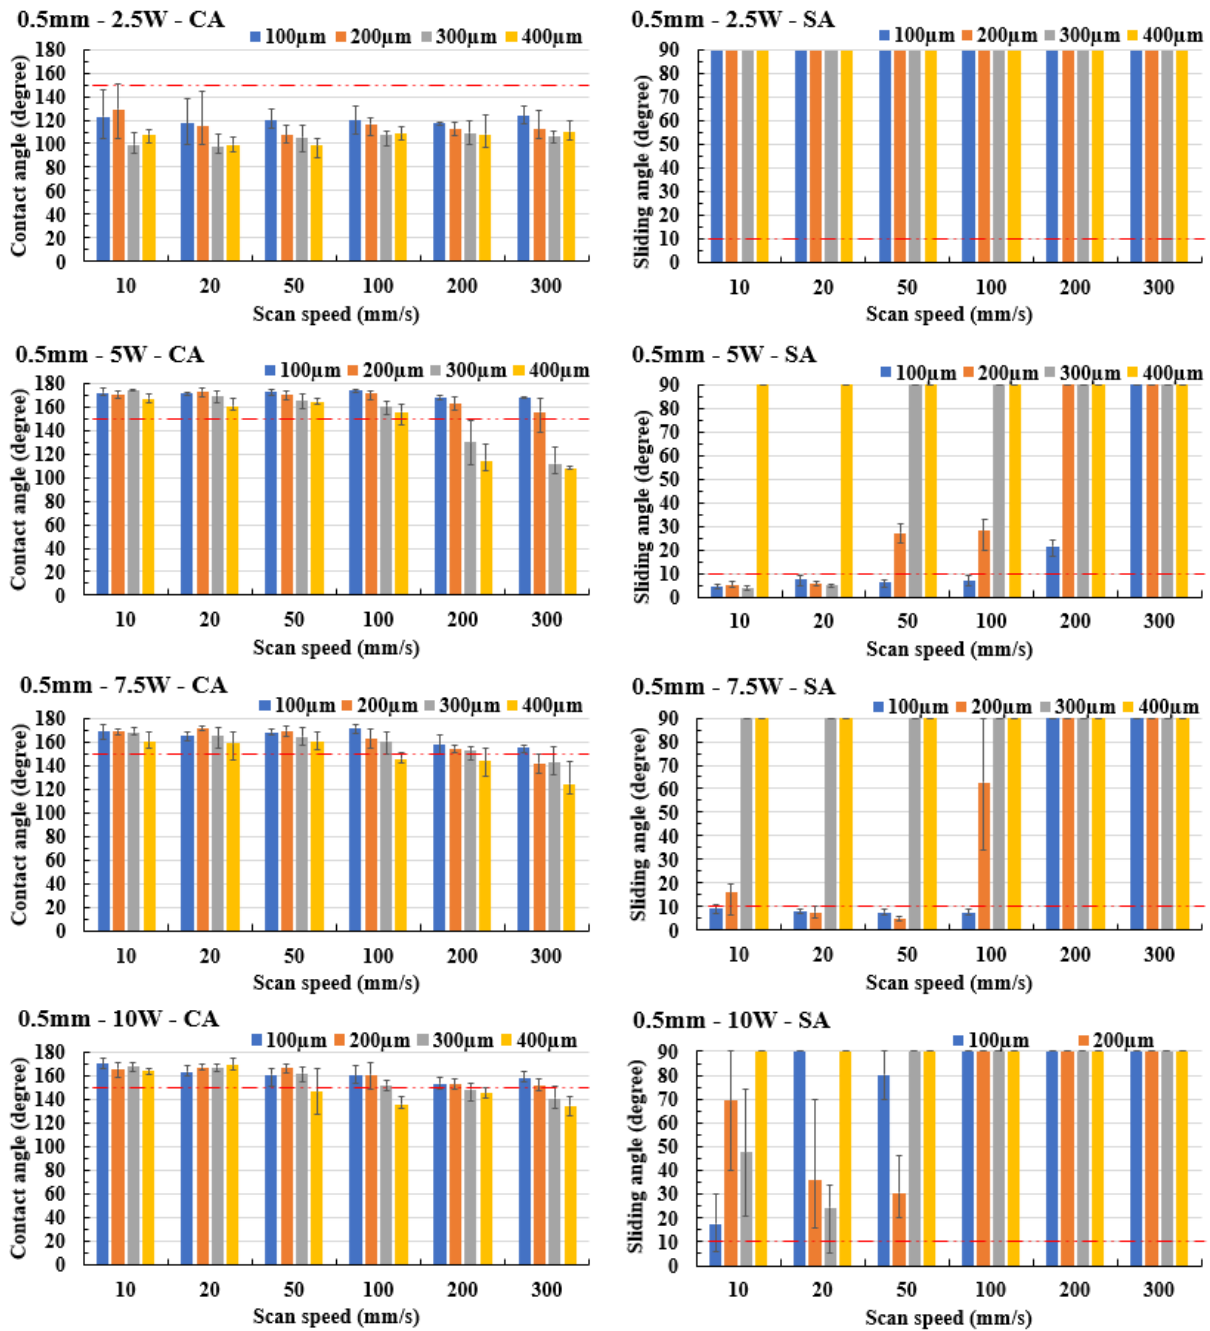 0.5mm - 2.5W - CA
100µm 200µm 300µm 400µm
Contact angle (degree)
180
160
140
120
100
80
60
40
20
0
10 20 50 100 200 300
Scan speed (mm/s)
0.5mm - 2.5W - SA
100µm 200µm 300µm 400µm
Sliding angle (degree)
90
80
70
60
50
40
30
20
10
0
10 20 50 100 200 300
Scan speed (mm/s)
0.5mm - 5W - CA
100µm 200µm 300µm 400µm
Contact angle (degree)
180
160
140
120
100
80
60
40
20
0
10 20 50 100 200 300
Scan speed (mm/s)
0.5mm - 5W - SA
100µm 200µm 300µm 400µm
Sliding angle (degree)
90
80
70
60
50
40
30
20
10
0
10 20 50 100 200 300
Scan speed (mm/s)
0.5mm - 7.5W - CA
100µm 200µm 300µm 400µm
Contact angle (degree)
180
160
140
120
100
80
60
40
20
0
10 20 50 100 200 300
Scan speed (mm/s)
0.5mm - 7.5W - SA
100µm 200µm 300µm 400µm
Sliding angle (degree)
90
80
70
60
50
40
30
20
10
0
10 20 50 100 200 300
Scan speed (mm/s)
0.5mm - 10W - CA
100µm 200µm 300µm 400µm
Contact angle (degree)
180
160
140
120
100
80
60
40
20
0
10 20 50 100 200 300
Scan speed (mm/s)
0.5mm - 10W - SA
100µm 200µm
Sliding angle (degree)
90
80
70
60
50
40
30
20
10
0
10 20 50 100 200 300
Scan speed (mm/s)